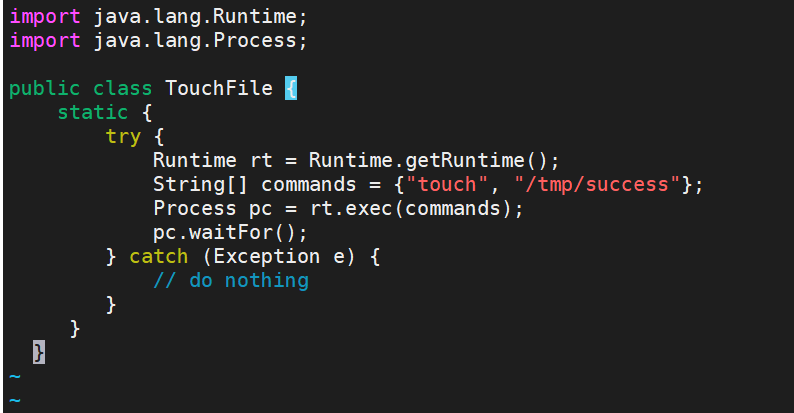 import java.lang.Runtime;
import java.lang.Process;

public class TouchFile {
    static {
        try {
            Runtime rt = Runtime.getRuntime();
            String[] commands = {"touch", "/tmp/success"};
            Process pc = rt.exec(commands);
            pc.waitFor();
        } catch (Exception e) {
            // do nothing
        }
     }
  }
~
~